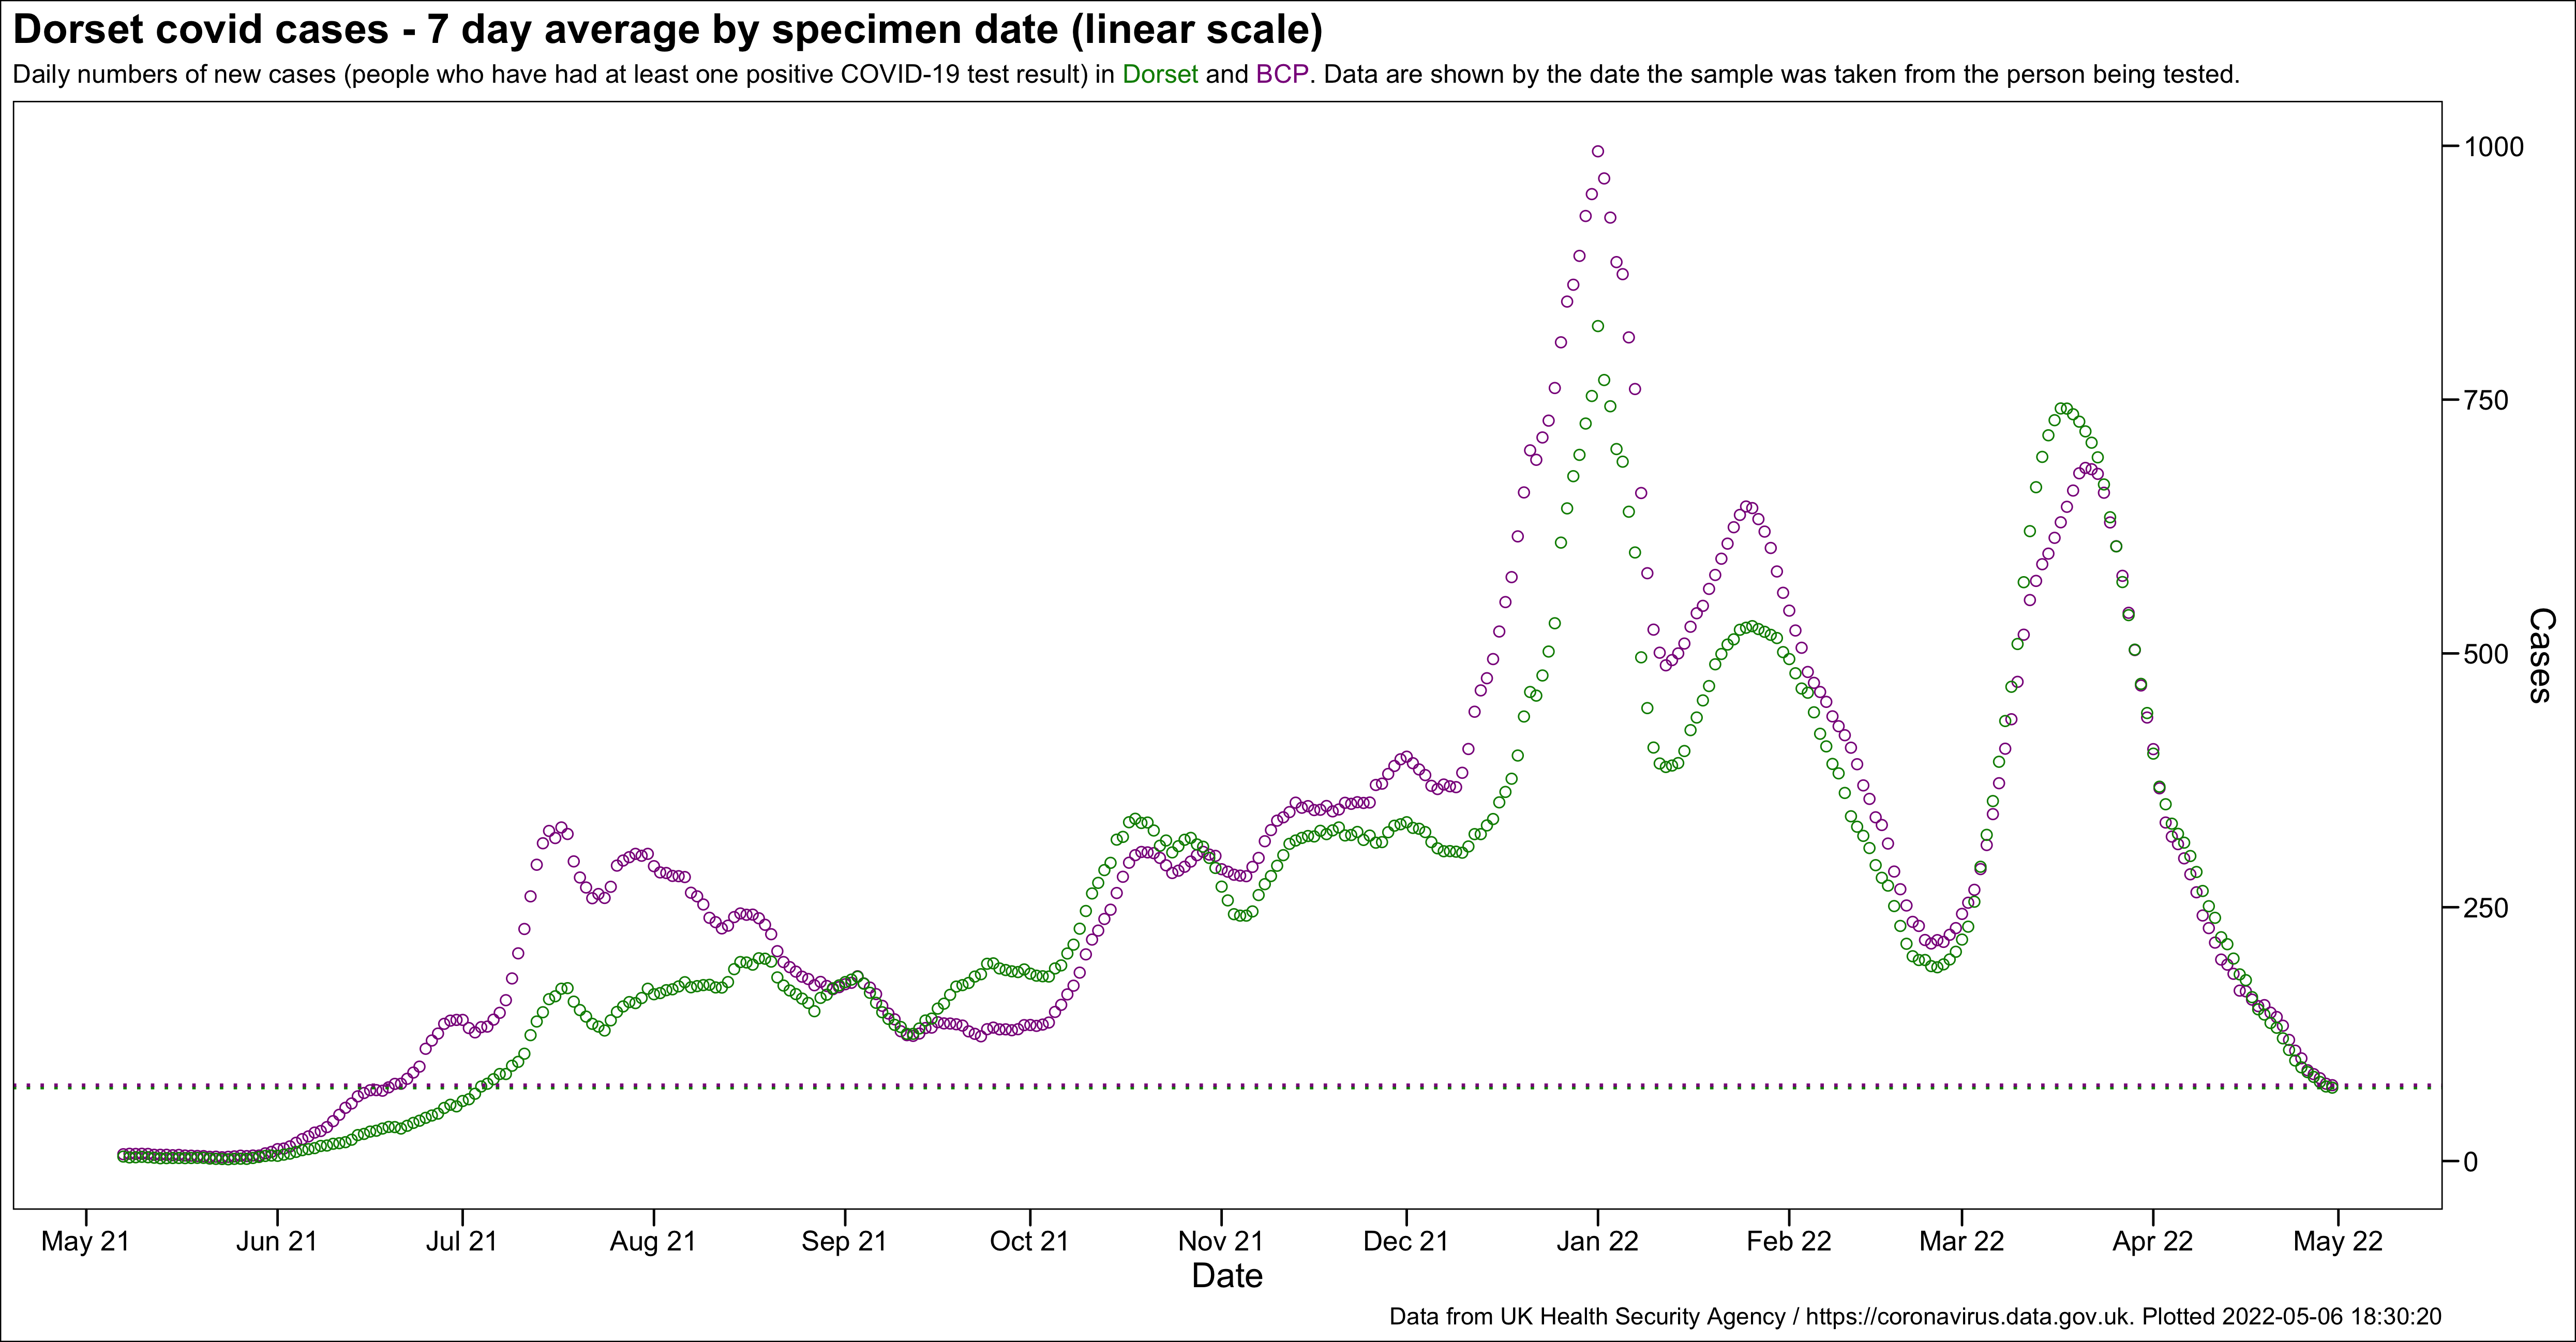 Dorset covid cases - 7 day average by specimen date (linear scale)
Daily numbers of new cases (people who have had at least one positive COVID-19 test result) in Dorset and BCP. Data are shown by the date the sample was taken from the person being tested.
1000
750
500
250
0
Cases
May 21 Jun 21 Jul 21 Aug 21 Sep 21 Oct 21 Nov 21 Dec 21 Jan 22 Feb 22 Mar 22 Apr 22 May 22
Date
Data from UK Health Security Agency / https://coronavirus.data.gov.uk. Plotted 2022-05-06 18:30:20